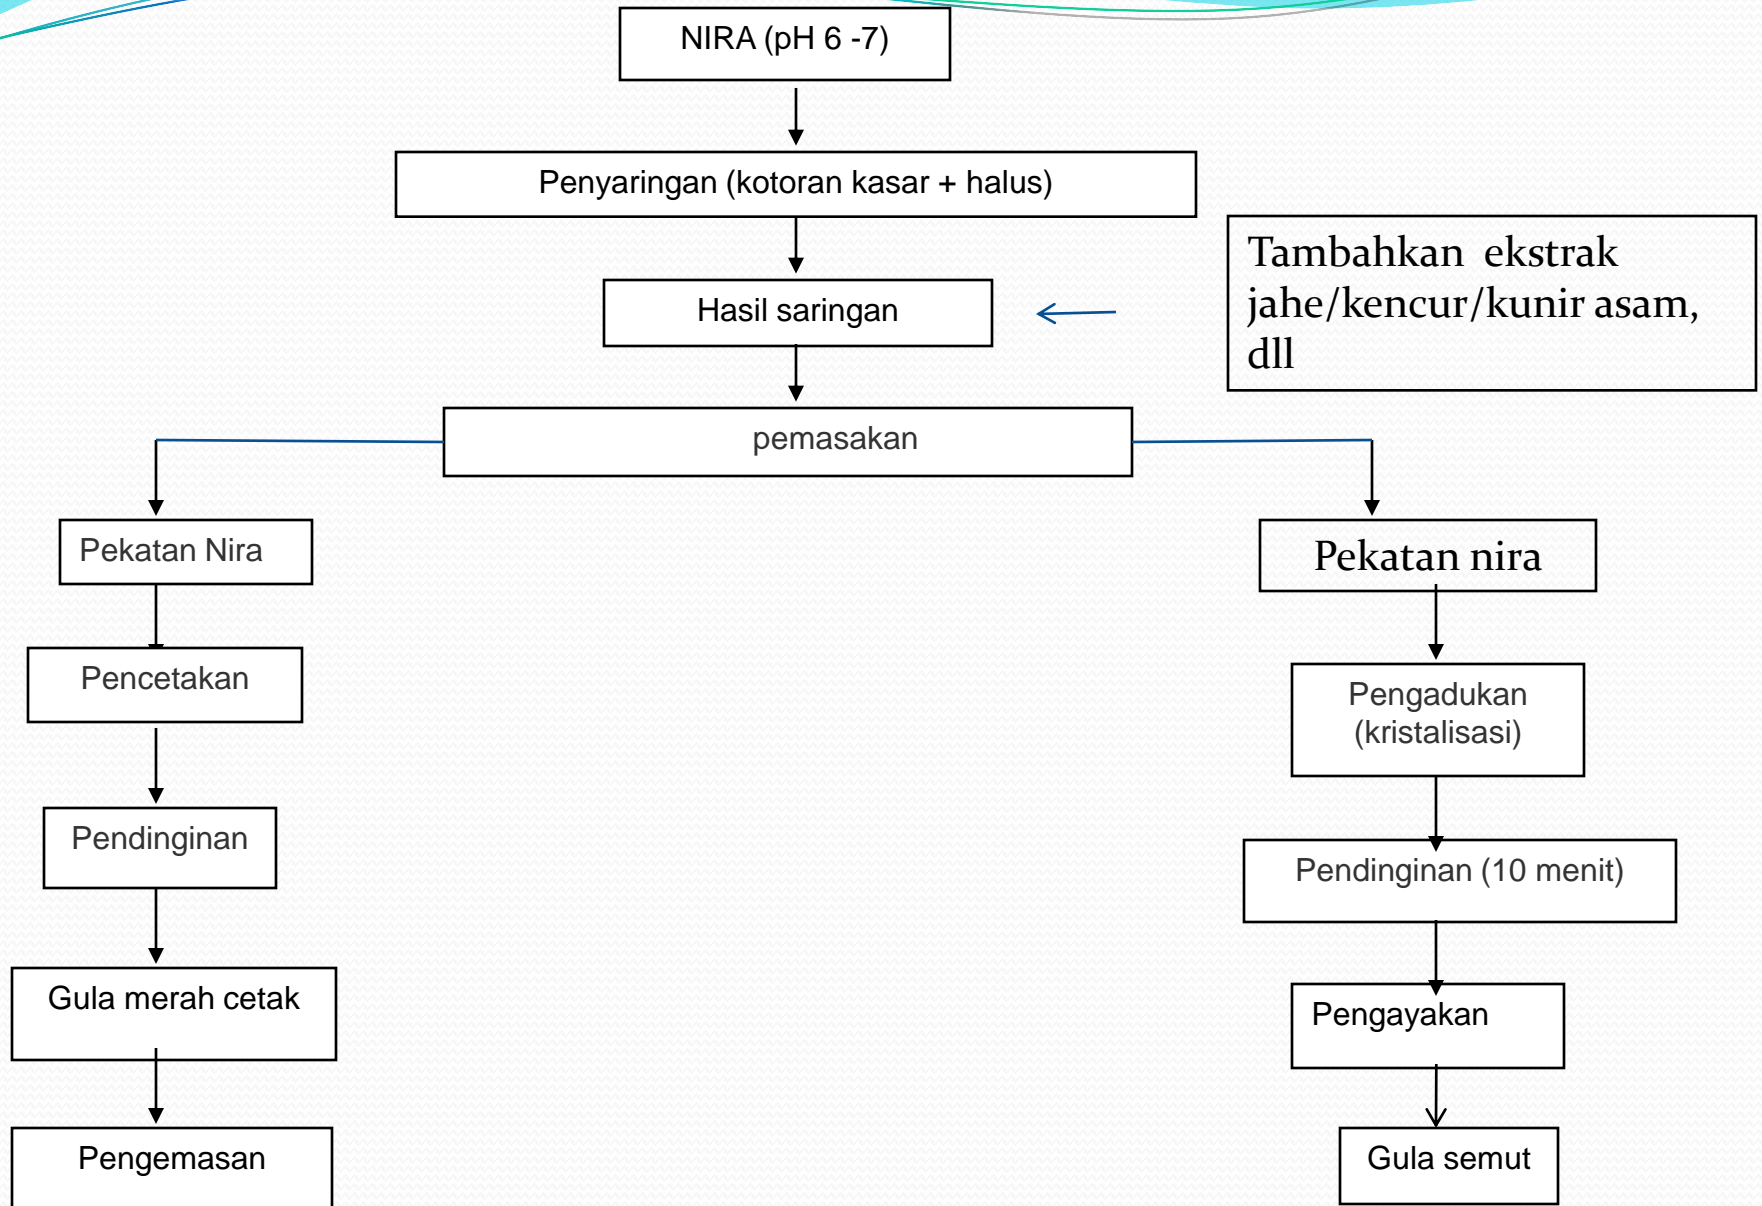 NIRA (pH 6 -7)
Penyaringan (kotoran kasar + halus)
Tambahkan ekstrak
jahe/kencur/kunir asam,
dll
Hasil saringan
pemasakan
Pekatan Nira
Pencetakan
Pendinginan
Gula merah cetak
Pengemasan
Pekatan nira
Pengadukan
(kristalisasi)
Pendinginan (10 menit)
Pengayakan
Gula semut